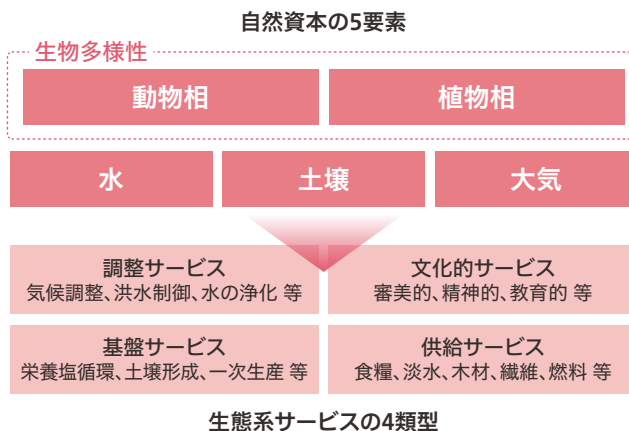 自然資本の5要素
生物多様性
動物相
植物相
水
土壌
大気
調整サービス
気候調整、洪水制御、水の浄化 等
文化的サービス
審美的、精神的、教育的 等
基盤サービス
栄養塩循環、土壌形成、一次生産 等
供給サービス
食糧、淡水、木材、繊維、燃料 等
生態系サービスの4類型